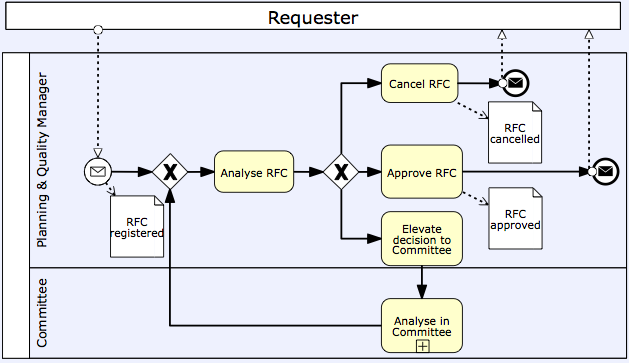 Requester
Planning & Quality Manager
Cancel RFC
RFC
cancelled
X
Analyse RFC
X
Approve RFC
RFC
registered
RFC
approved
Elevate
decision to
Committee
Committee
Analyse in
Committee